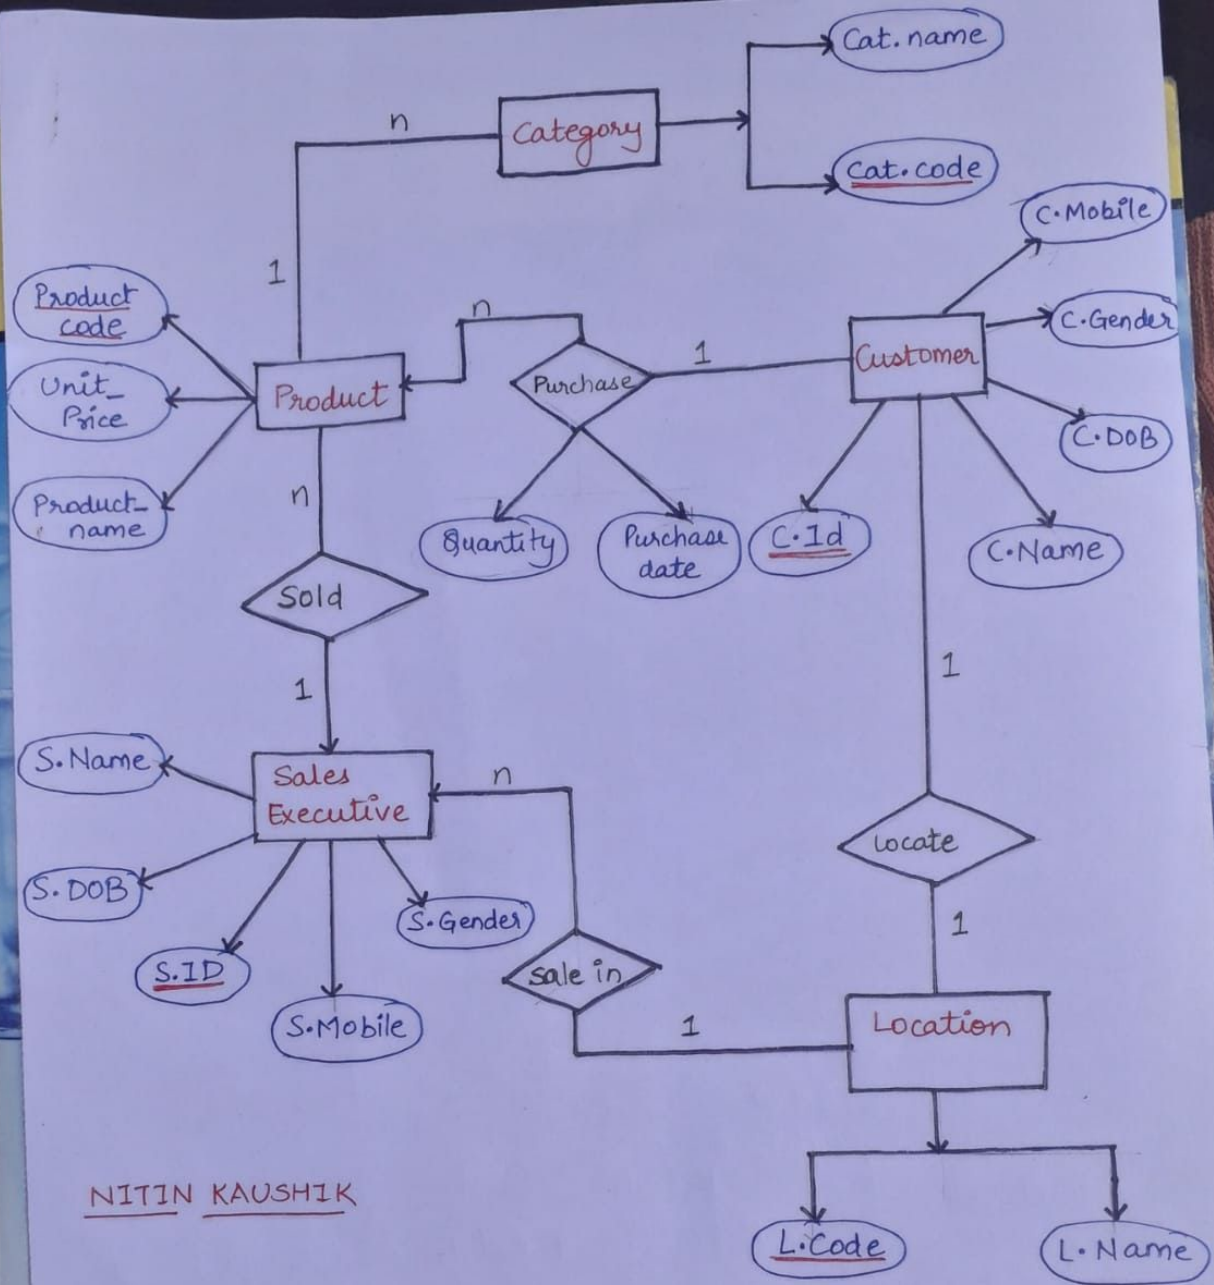 Cat.name
n
Category
Cat.code
C.Mobile
1
Product
code
n
C.Gender
1
Customer
Unit_
Price
Product
Purchase
C.DOB
Product_
name
n
Quantity
Purchase
date
C.Id
C.Name
Sold
1
1
S.Name
Sales
Executive
n
Locate
S.DOB
S.Gender
1
S.ID
Sale in
S.Mobile
1
Location
NITIN KAUSHIK
L.Code
L.Name